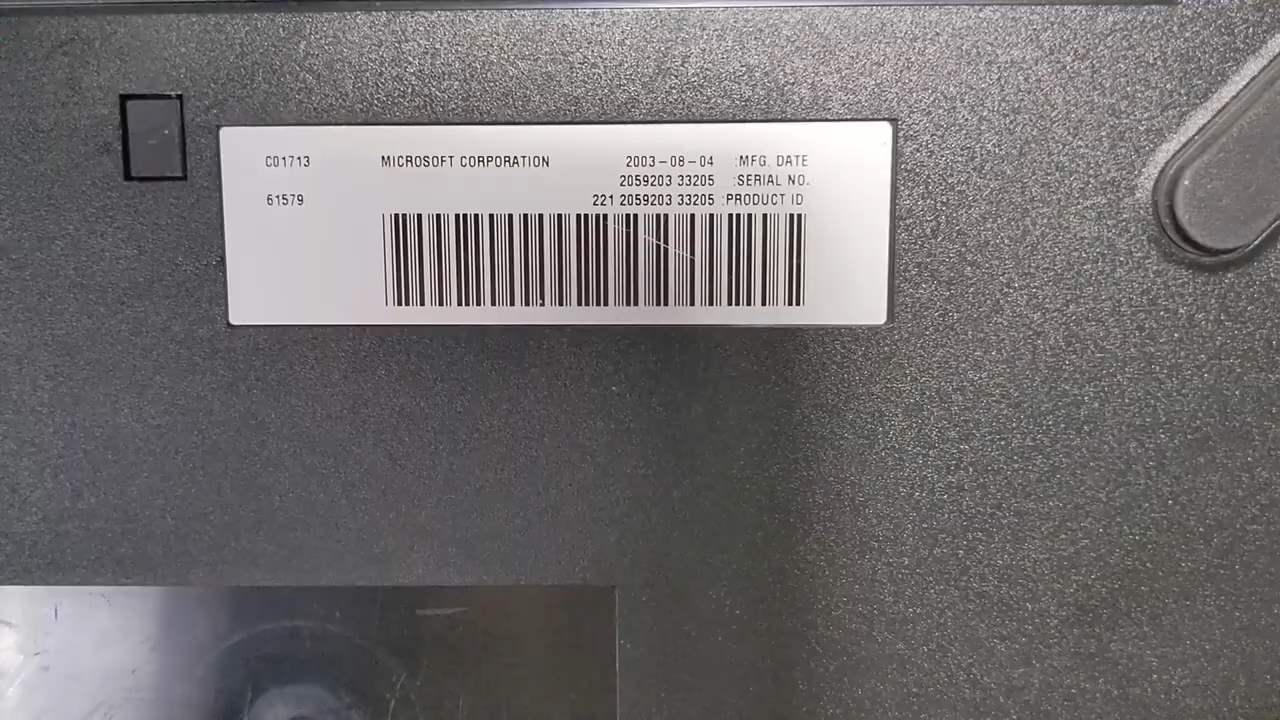 C01713 MICROSOFT CORPORATION 2003-08-04 :MFG. DATE
2059203 33205 :SERIAL NO.
61579 221 2059203 33205 :PRODUCT ID